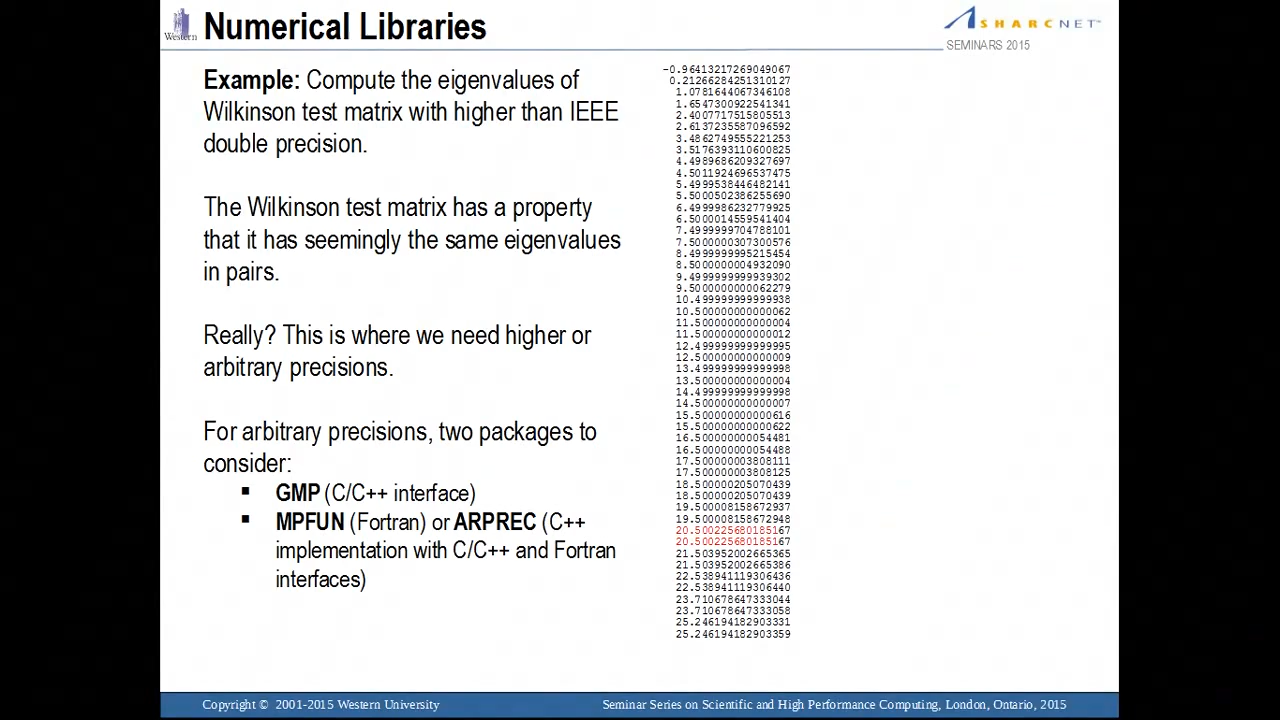 Western
Numerical Libraries
SHARCNET™
SEMINARS 2015
Example: Compute the eigenvalues of
Wilkinson test matrix with higher than IEEE
double precision.
The Wilkinson test matrix has a property
that it has seemingly the same eigenvalues
in pairs.
Really? This is where we need higher or
arbitrary precisions.
For arbitrary precisions, two packages to
consider:
▪ GMP (C/C++ interface)
▪ MPFUN (Fortran) or ARPREC (C++
implementation with C/C++ and Fortran
interfaces)
-0.96413217269049067
0.21266284251310127
1.0781644067346108
1.6547300922541341
2.4007717515805513
2.6137235587096592
3.4862749555221253
3.5176393110600825
4.4989686209327697
4.5011924696537475
5.4999538446482141
5.5000502386255690
6.4999986232779925
6.5000014559541404
7.4999999704788101
7.5000000307300576
8.4999999995215454
8.5000000004932090
9.4999999999939302
9.5000000000062279
10.499999999999938
10.500000000000062
11.500000000000004
11.500000000000012
12.499999999999995
12.500000000000009
13.499999999999998
13.500000000000004
14.499999999999998
14.500000000000007
15.500000000000616
15.500000000000622
16.500000000054481
16.500000000054488
17.500000003808111
17.500000003808125
18.500000205070439
18.500000205070439
19.500008158672937
19.500008158672948
20.500225680185167
20.500225680185167
21.503952002665365
21.503952002665386
22.538941119306436
22.538941119306440
23.710678647333044
23.710678647333058
25.246194182903331
25.246194182903359
Copyright © 2001-2015 Western University
Seminar Series on Scientific and High Performance Computing, London, Ontario, 2015